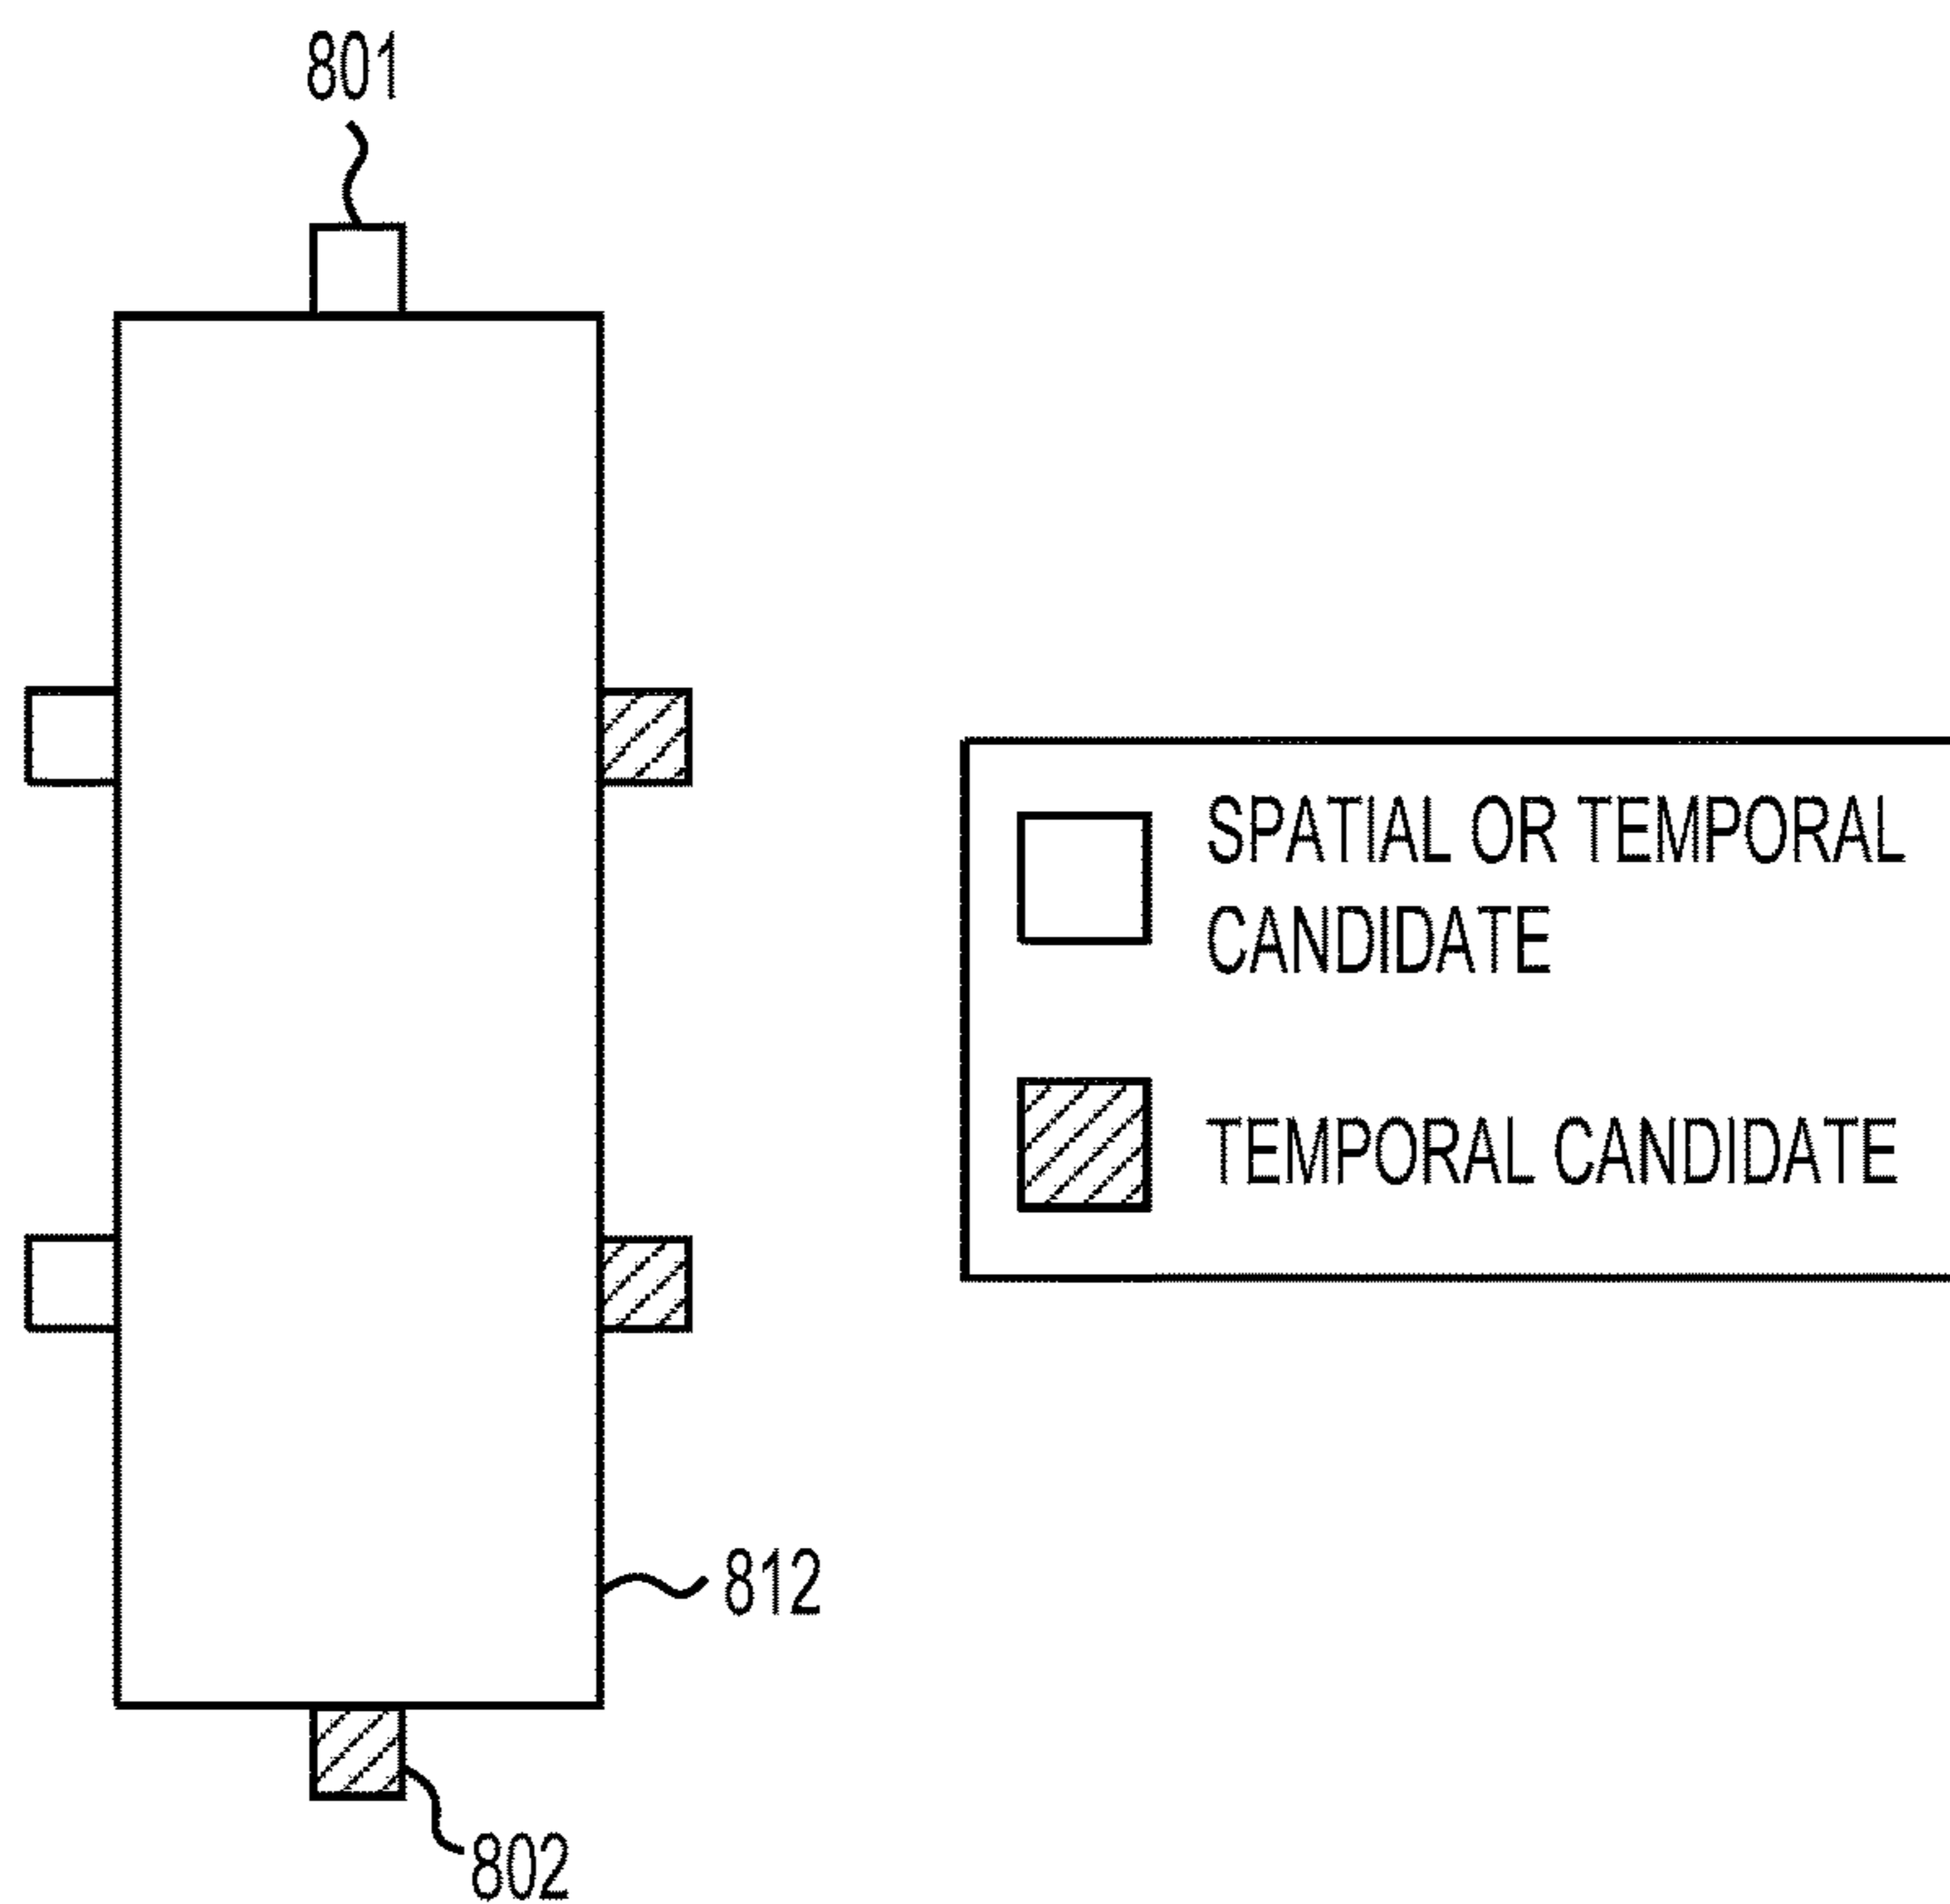 801
SPATIAL OR TEMPORAL
CANDIDATE
TEMPORAL CANDIDATE
812
802